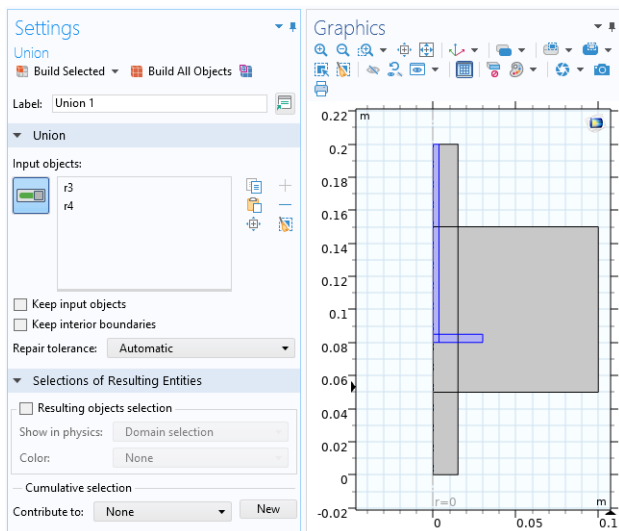 Settings
Union
Build Selected
Build All Objects
Label: Union 1
Union
Input objects:
r3
r4
Keep input objects
Keep interior boundaries
Repair tolerance: Automatic
Selections of Resulting Entities
Resulting objects selection
Show in physics: Domain selection
Color: None
Cumulative selection
Contribute to: None New
Graphics
m
0.22
0.2
0.18
0.16
0.14
0.12
0.1
0.08
0.06
0.04
0.02
0
-0.02
r=0
m
0 0.05 0.1